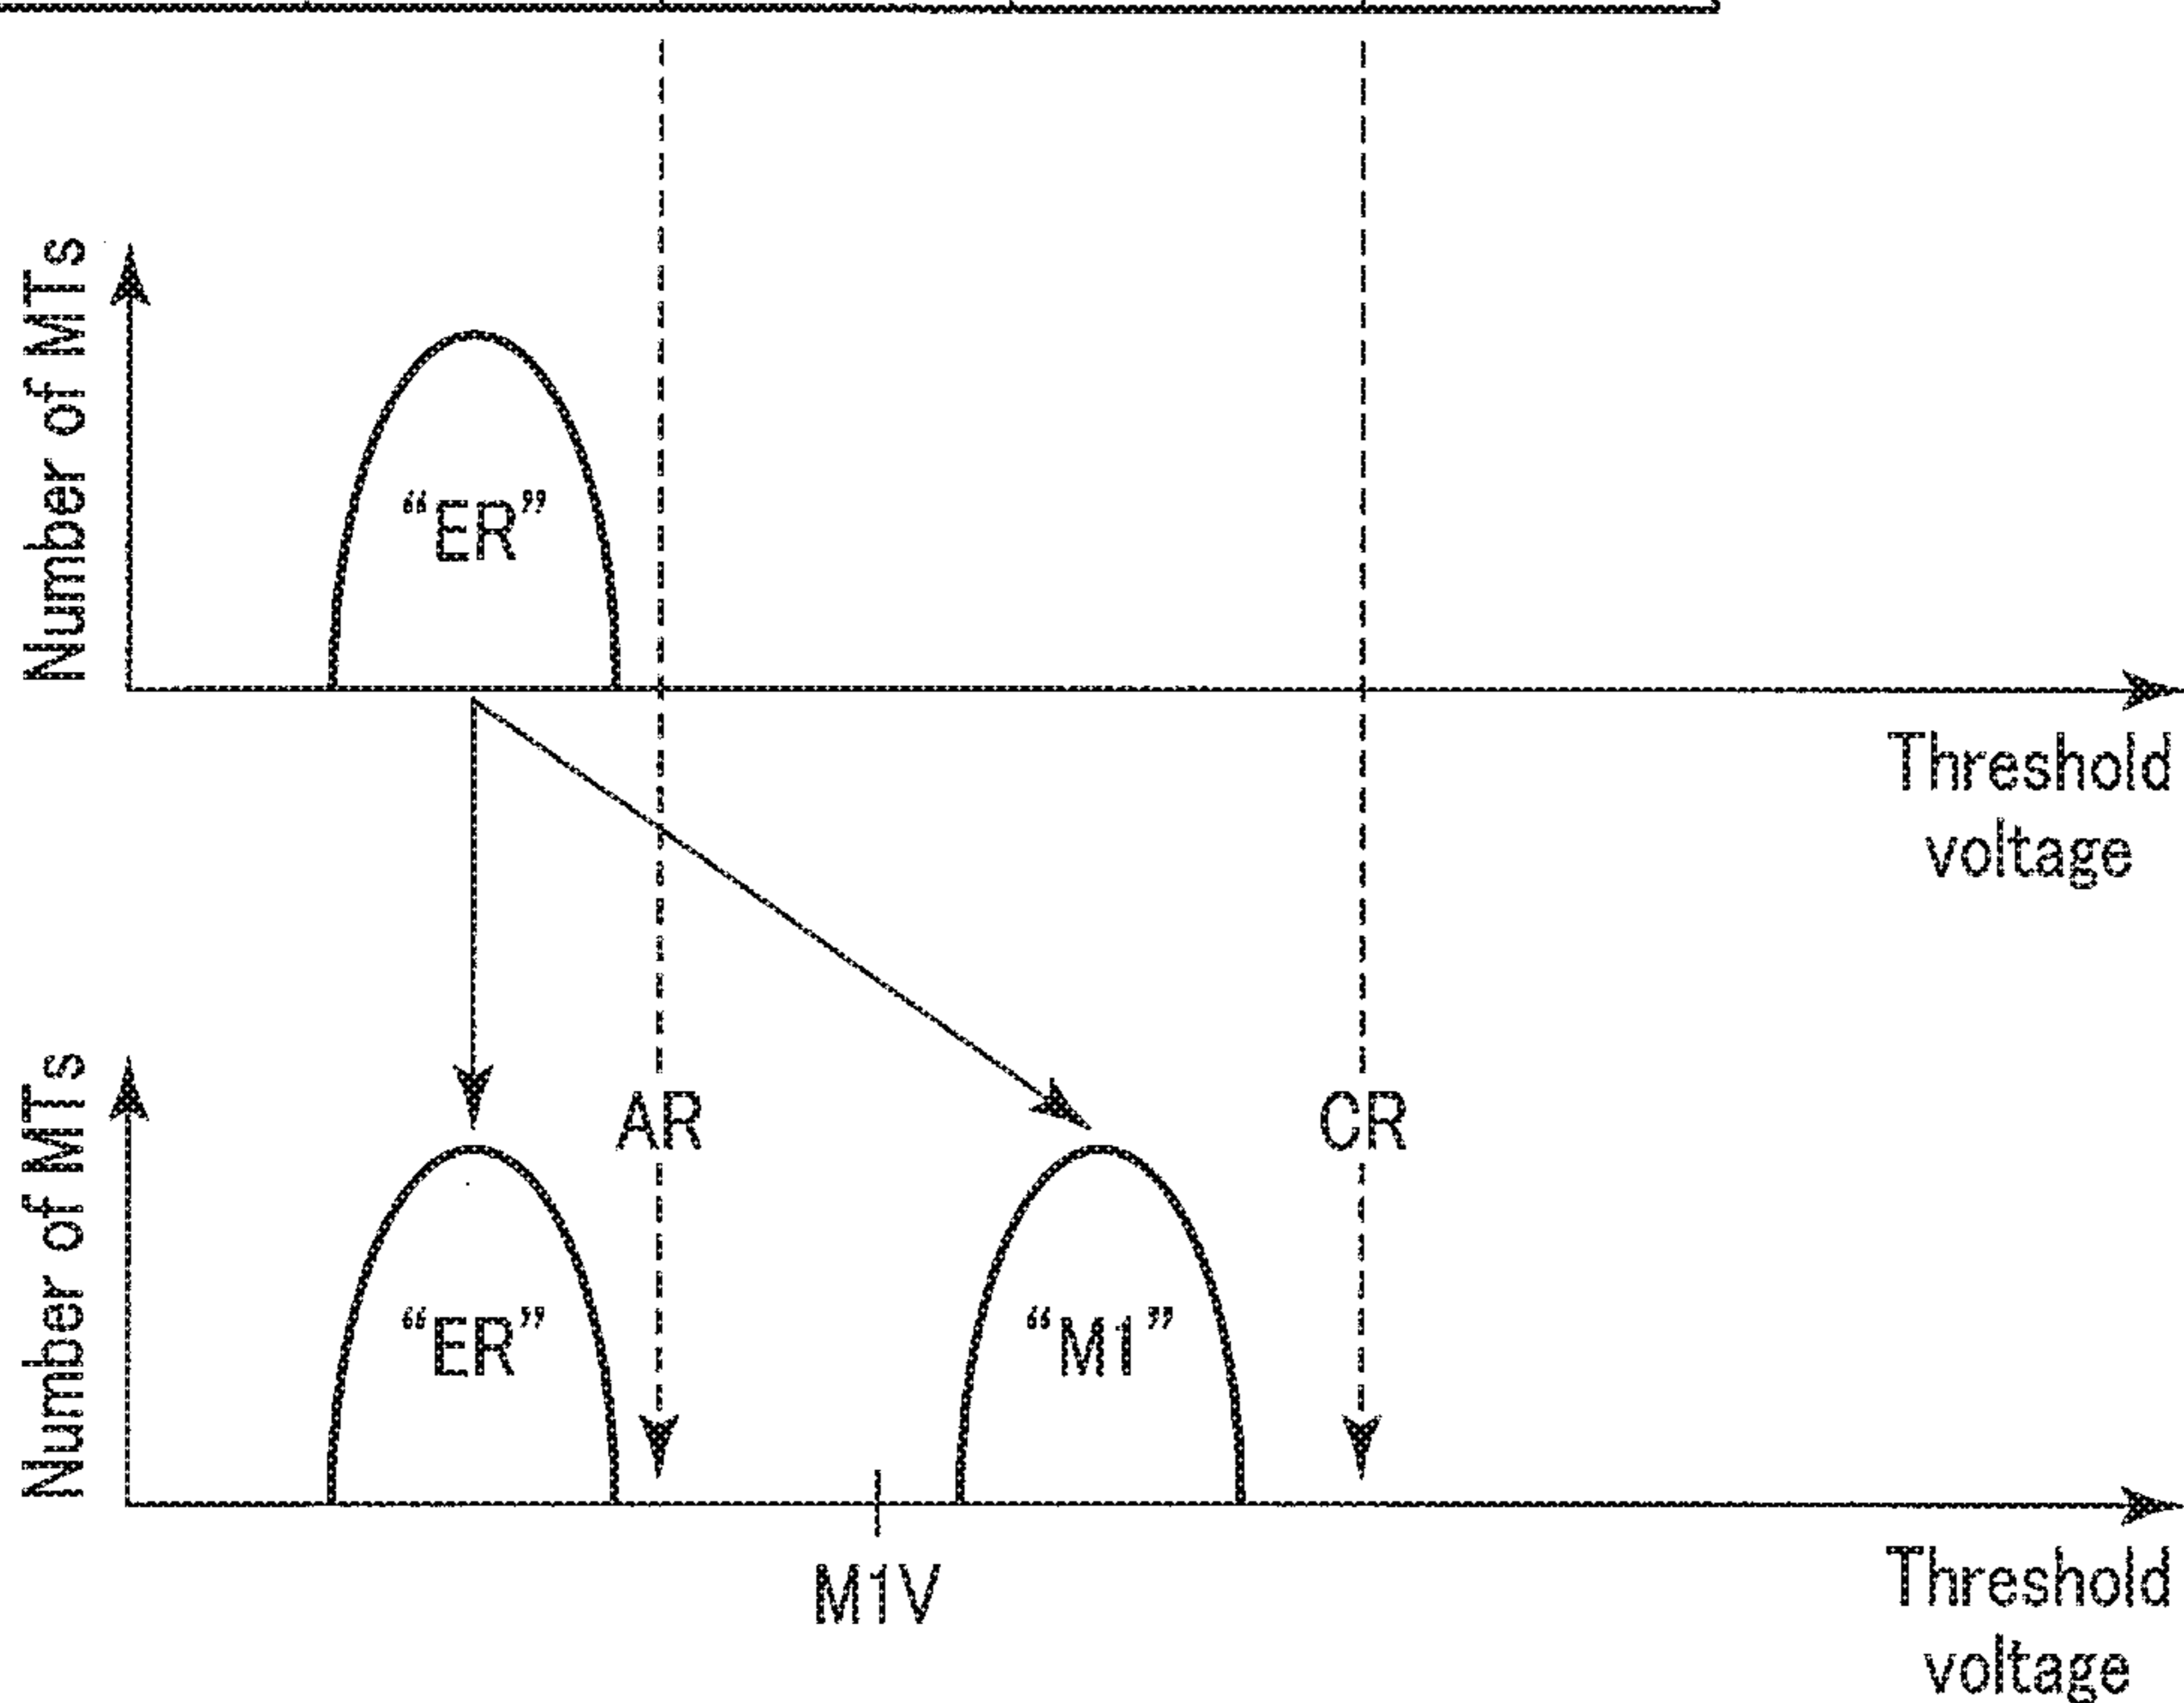 Number of MTs
“ER”
Threshold
voltage
Number of MTs
AR
CR
“ER”
“M1”
M1V
Threshold
voltage